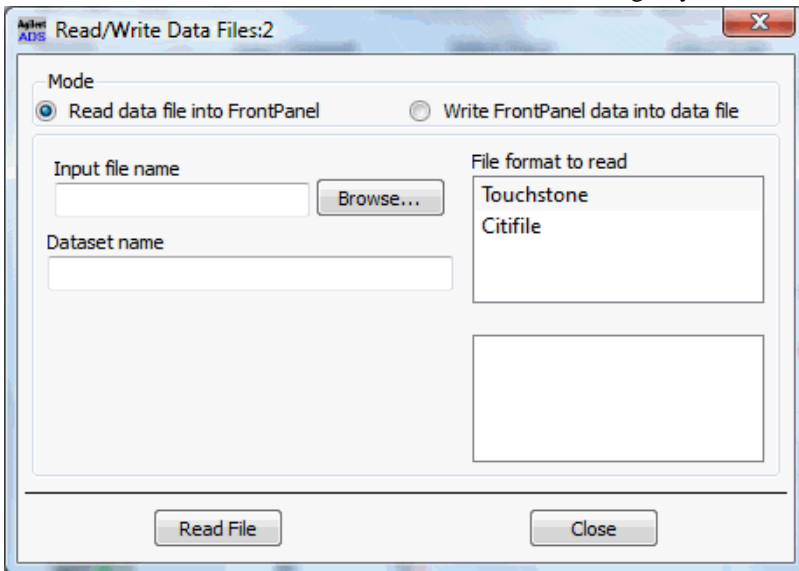 Agilent
ADS
Read/Write Data Files:2
Mode
Read data file into FrontPanel
Write FrontPanel data into data file
Input file name
Browse...
Dataset name
File format to read
Touchstone
Citifile
Read File
Close